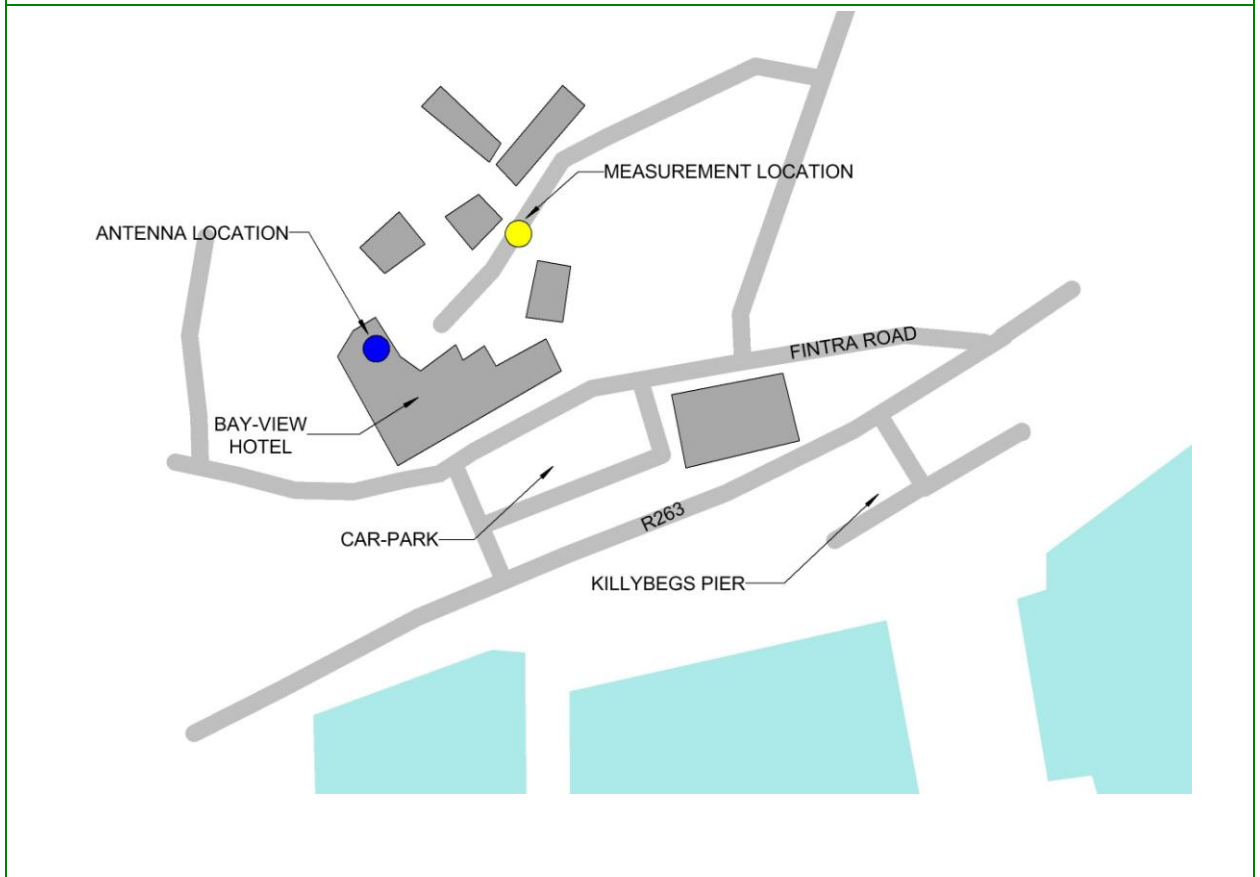 MEASUREMENT LOCATION
ANTENNA LOCATION
FINTRA ROAD
BAY-VIEW
HOTEL
R263
CAR-PARK
KILLYBEGS PIER